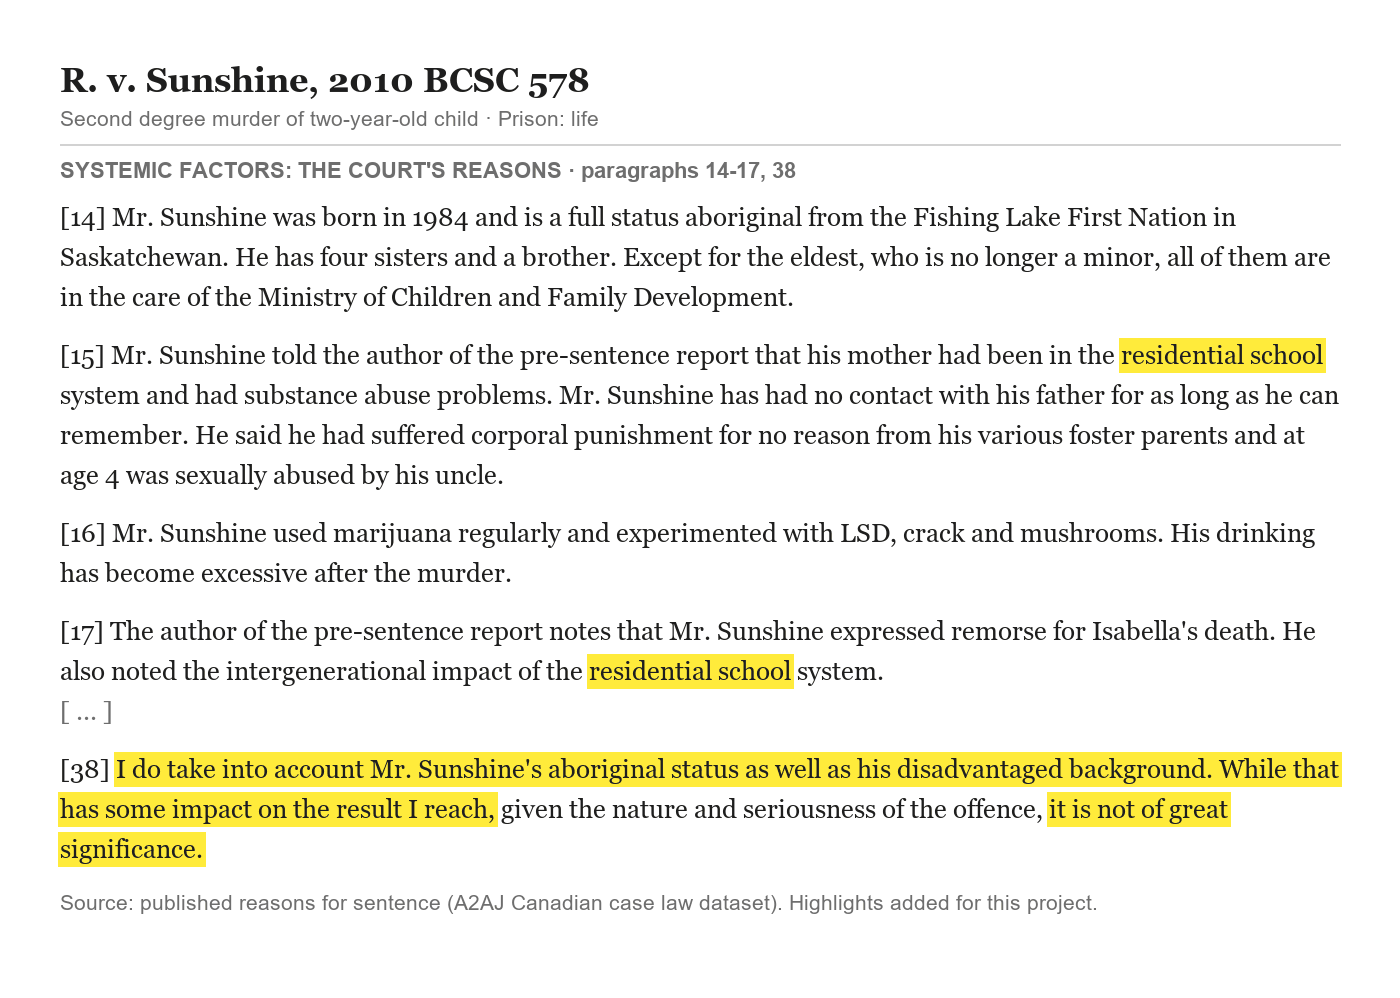 R. v. Sunshine, 2010 BCSC 578
Second degree murder of two-year-old child · Prison: life
SYSTEMIC FACTORS: THE COURT'S REASONS · paragraphs 14-17, 38
[14] Mr. Sunshine was born in 1984 and is a full status aboriginal from the Fishing Lake First Nation in
Saskatchewan. He has four sisters and a brother. Except for the eldest, who is no longer a minor, all of them are
in the care of the Ministry of Children and Family Development.
[15] Mr. Sunshine told the author of the pre-sentence report that his mother had been in the residential school
system and had substance abuse problems. Mr. Sunshine has had no contact with his father for as long as he can
remember. He said he had suffered corporal punishment for no reason from his various foster parents and at
age 4 was sexually abused by his uncle.
[16] Mr. Sunshine used marijuana regularly and experimented with LSD, crack and mushrooms. His drinking
has become excessive after the murder.
[17] The author of the pre-sentence report notes that Mr. Sunshine expressed remorse for Isabella's death. He
also noted the intergenerational impact of the residential school system.
[ ... ]
[38] I do take into account Mr. Sunshine's aboriginal status as well as his disadvantaged background. While that
has some impact on the result I reach, given the nature and seriousness of the offence, it is not of great
significance.
Source: published reasons for sentence (A2AJ Canadian case law dataset). Highlights added for this project.